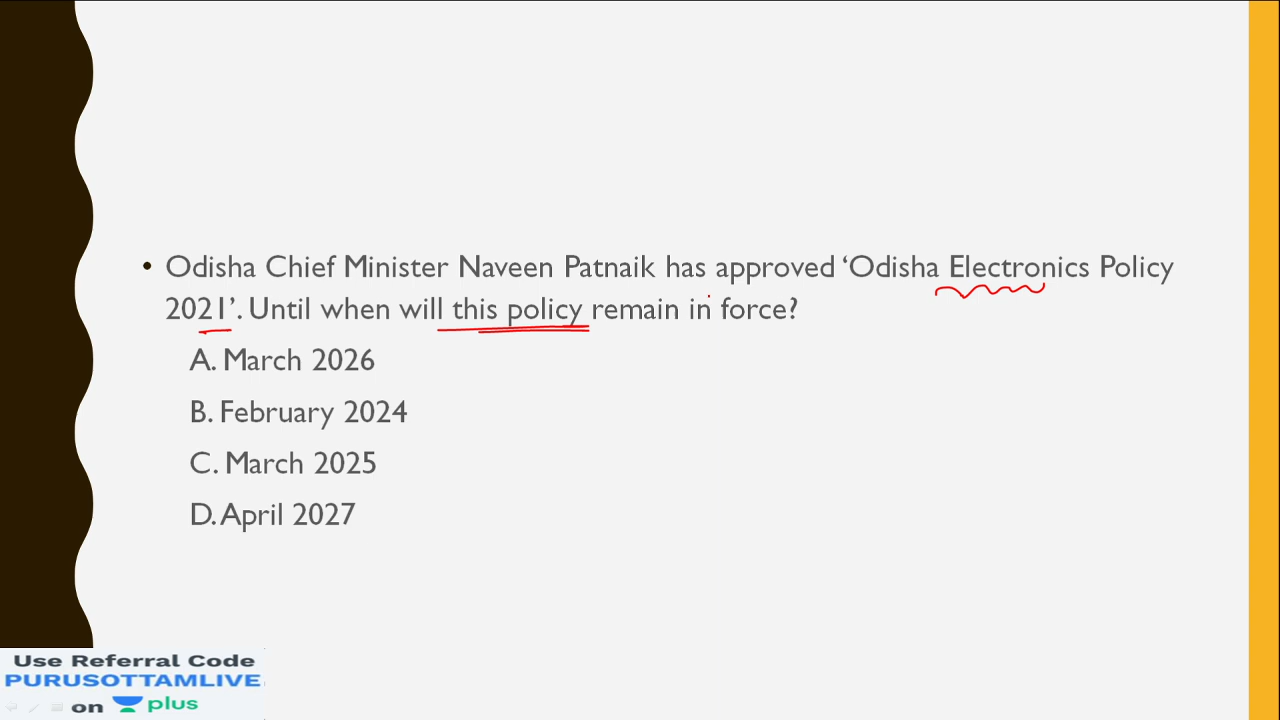 • Odisha Chief Minister Naveen Patnaik has approved ‘Odisha Electronics Policy
2021’. Until when will this policy remain in force?
A. March 2026
B. February 2024
C. March 2025
D. April 2027
Use Referral Code
PURUSOTTAMLIVE
on plus